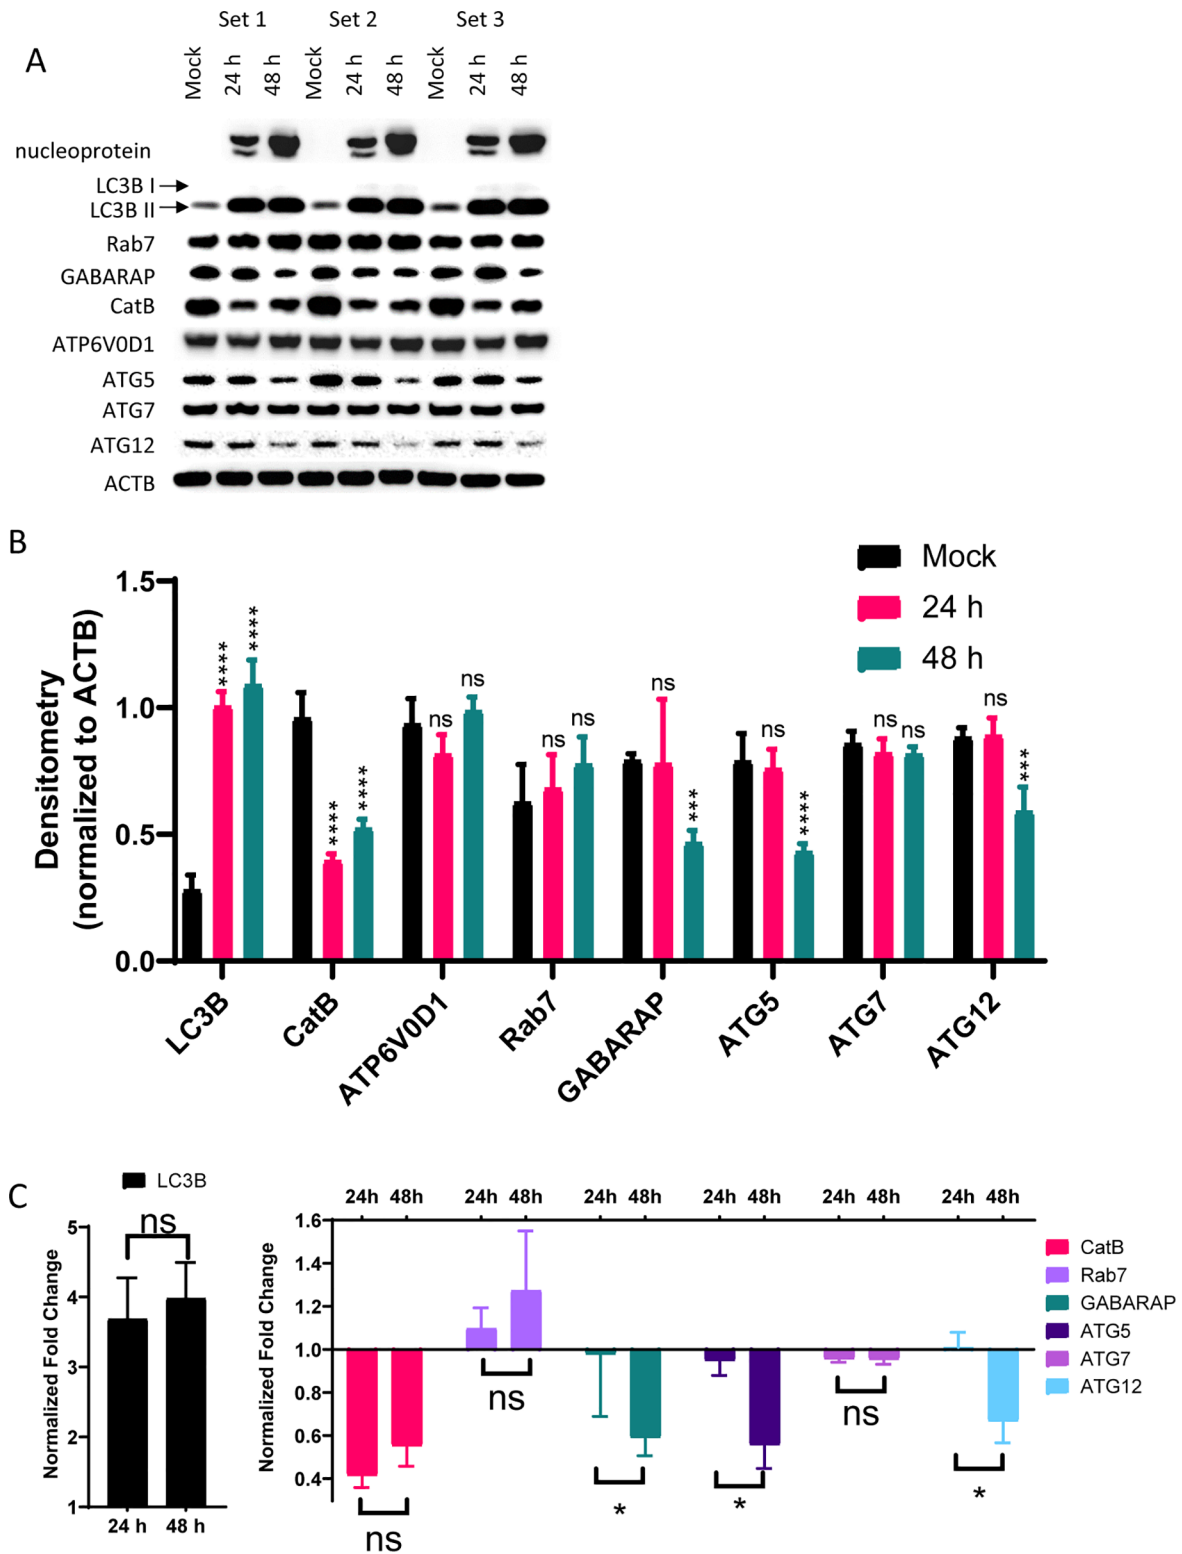 A
Set 1 Set 2 Set 3
Mock 24 h 48 h Mock 24 h 48 h Mock 24 h 48 h
nucleoprotein
LC3B I
LC3B II
Rab7
GABARAP
CatB
ATP6V0D1
ATG5
ATG7
ATG12
ACTB
B
Mock
24 h
48 h
Densitometry
(normalized to ACTB)
1.5
1.0
0.5
0.0
**** ****
**** ****
ns ns
ns ns
ns ***
ns ****
ns ns
ns ***
LC3B CatB ATP6V0D1 Rab7 GABARAP ATG5 ATG7 ATG12
C
LC3B
Normalized Fold Change
5
4
3
2
1
ns
24 h 48 h
24h 48h 24h 48h 24h 48h 24h 48h 24h 48h 24h 48h
Normalized Fold Change
1.6
1.4
1.2
1.0
0.8
0.6
0.4
ns ns * * ns *
CatB
Rab7
GABARAP
ATG5
ATG7
ATG12